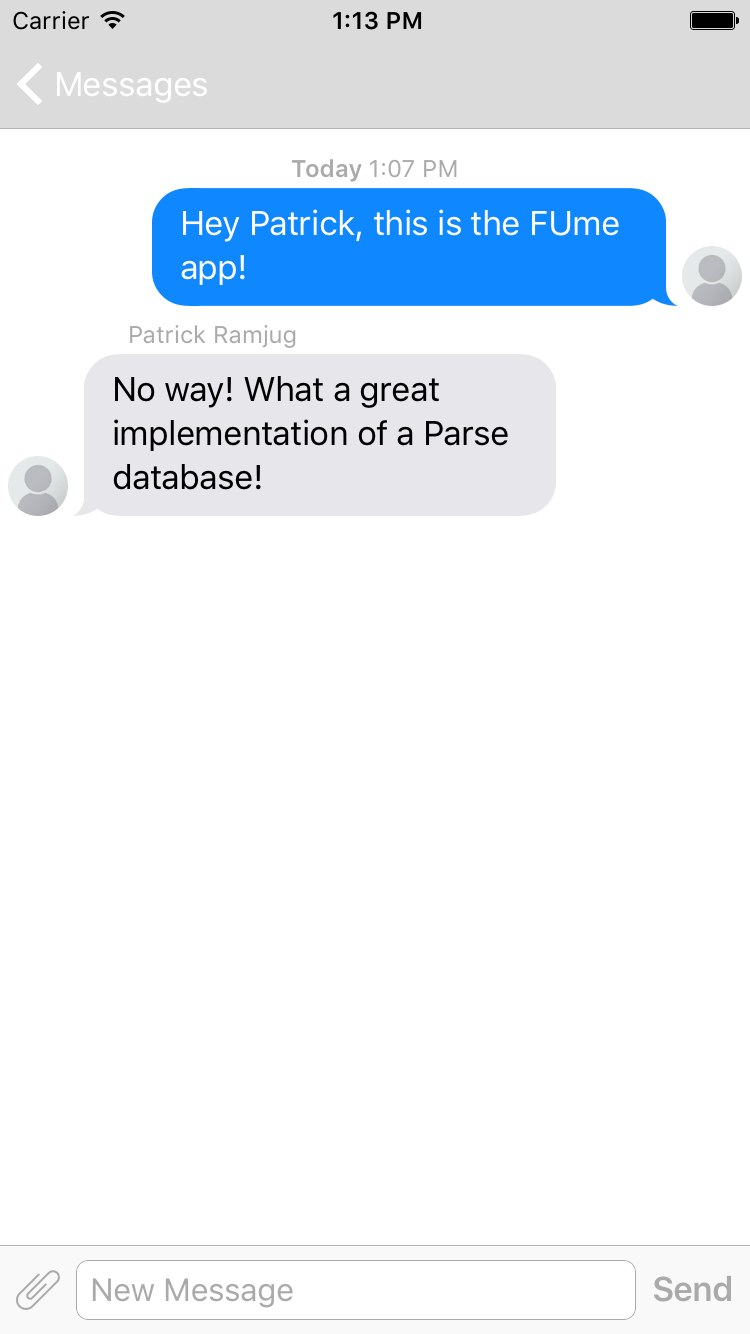 Carrier 1:13 PM
Messages
Today 1:07 PM
Hey Patrick, this is the FUme
app!
Patrick Ramjug
No way! What a great
implementation of a Parse
database!
New Message Send